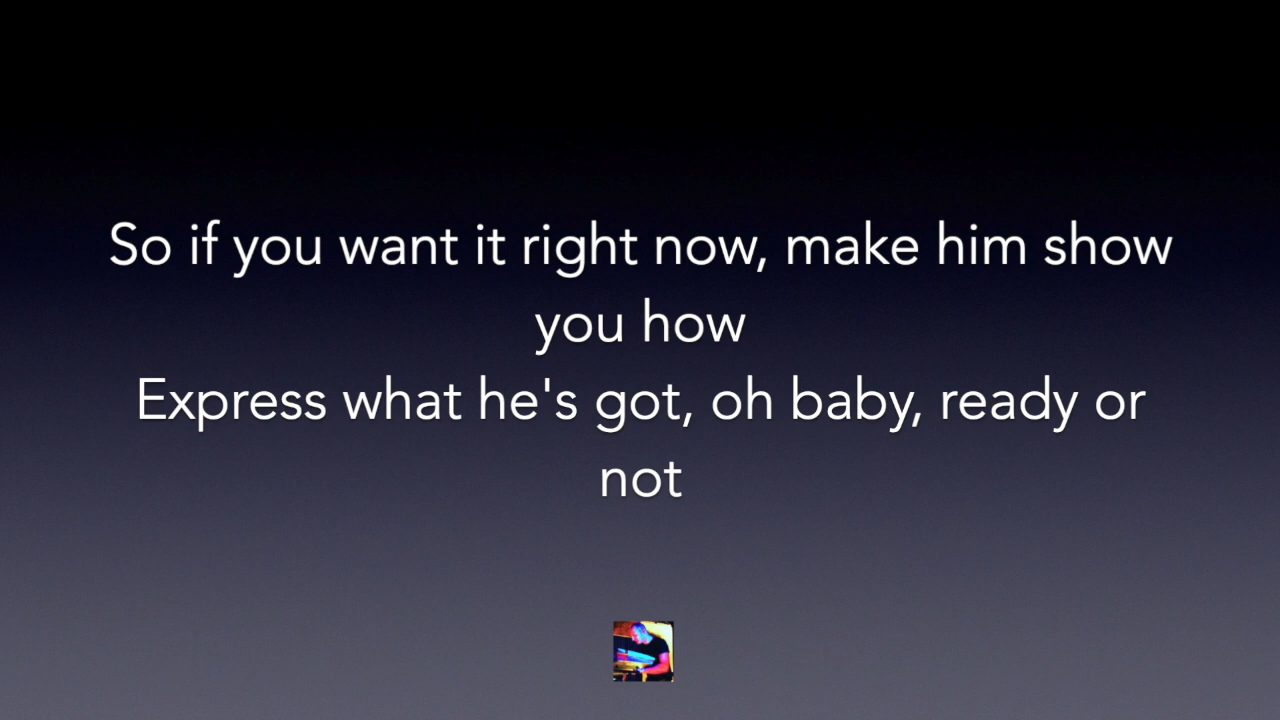 So if you want it right now, make him show
you how
Express what he's got, oh baby, ready or
not